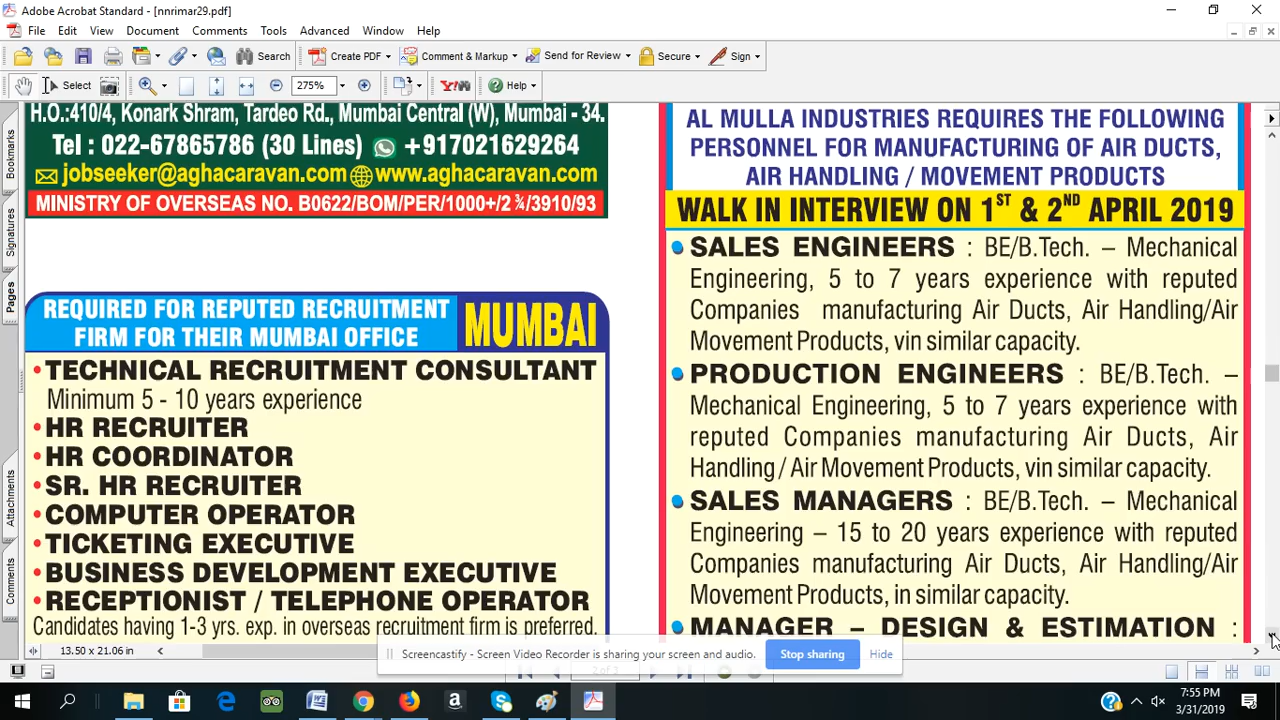 Adobe Acrobat Standard - [nnrimar29.pdf]
File Edit View Document Comments Tools Advanced Window Help
Search Create PDF Comment & Markup Send for Review Secure Sign
Select 275% Y! Help
Bookmarks
Signatures
Pages
Attachments
Comments
H.O.:410/4, Konark Shram, Tardeo Rd., Mumbai Central (W), Mumbai - 34.
Tel : 022-67865786 (30 Lines) +917021629264
jobseeker@aghacaravan.com www.aghacaravan.com
MINISTRY OF OVERSEAS NO. B0622/BOM/PER/1000+/2 ¾/3910/93
REQUIRED FOR REPUTED RECRUITMENT
FIRM FOR THEIR MUMBAI OFFICE
MUMBAI
• TECHNICAL RECRUITMENT CONSULTANT
Minimum 5 - 10 years experience
• HR RECRUITER
• HR COORDINATOR
• SR. HR RECRUITER
• COMPUTER OPERATOR
• TICKETING EXECUTIVE
• BUSINESS DEVELOPMENT EXECUTIVE
• RECEPTIONIST / TELEPHONE OPERATOR
Candidates having 1-3 yrs. exp. in overseas recruitment firm is preferred.
AL MULLA INDUSTRIES REQUIRES THE FOLLOWING
PERSONNEL FOR MANUFACTURING OF AIR DUCTS,
AIR HANDLING / MOVEMENT PRODUCTS
WALK IN INTERVIEW ON 1ST & 2ND APRIL 2019
• SALES ENGINEERS : BE/B.Tech. – Mechanical
Engineering, 5 to 7 years experience with reputed
Companies manufacturing Air Ducts, Air Handling/Air
Movement Products, vin similar capacity.
• PRODUCTION ENGINEERS : BE/B.Tech. –
Mechanical Engineering, 5 to 7 years experience with
reputed Companies manufacturing Air Ducts, Air
Handling / Air Movement Products, vin similar capacity.
• SALES MANAGERS : BE/B.Tech. – Mechanical
Engineering – 15 to 20 years experience with reputed
Companies manufacturing Air Ducts, Air Handling/Air
Movement Products, in similar capacity.
• MANAGER – DESIGN & ESTIMATION :
13.50 x 21.06 in
Screencastify - Screen Video Recorder is sharing your screen and audio. Stop sharing Hide
2 of 3
7:55 PM
3/31/2019